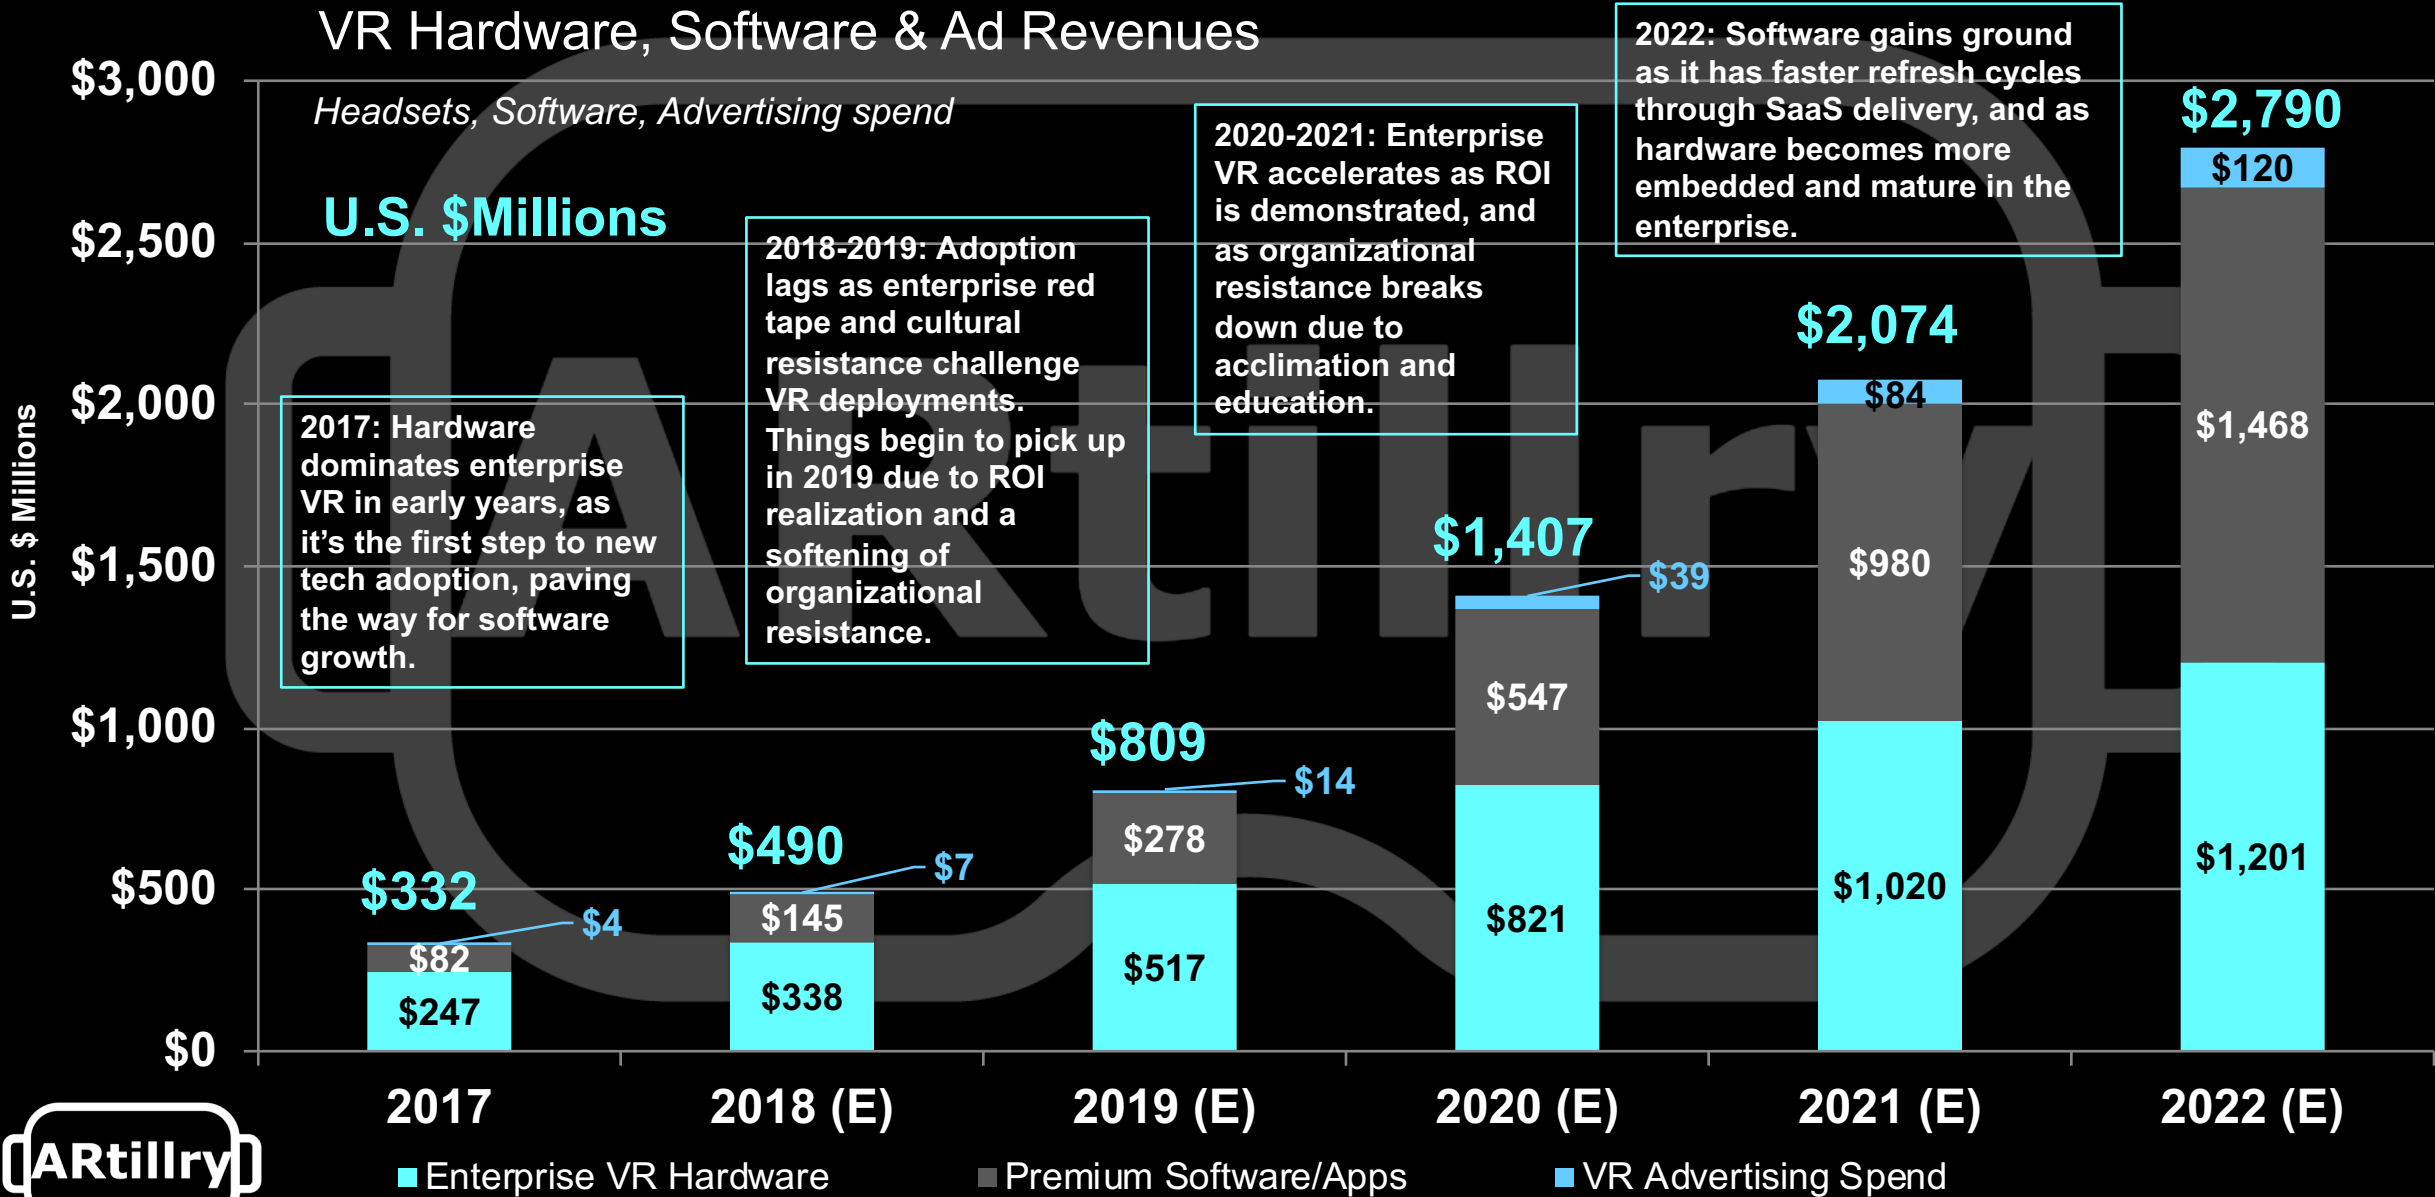 VR Hardware, Software & Ad Revenues
Headsets, Software, Advertising spend
U.S. $Millions
U.S. $ Millions
$3,000
$2,500
$2,000
$1,500
$1,000
$500
$0
2017: Hardware
dominates enterprise
VR in early years, as
it’s the first step to new
tech adoption, paving
the way for software
growth.
2018-2019: Adoption
lags as enterprise red
tape and cultural
resistance challenge
VR deployments.
Things begin to pick up
in 2019 due to ROI
realization and a
softening of
organizational
resistance.
2020-2021: Enterprise
VR accelerates as ROI
is demonstrated, and
as organizational
resistance breaks
down due to
acclimation and
education.
2022: Software gains ground
as it has faster refresh cycles
through SaaS delivery, and as
hardware becomes more
embedded and mature in the
enterprise.
$332
$4
$82
$247
$490
$7
$145
$338
$809
$14
$278
$517
$1,407
$39
$547
$821
$2,074
$84
$980
$1,020
$2,790
$120
$1,468
$1,201
2017
2018 (E)
2019 (E)
2020 (E)
2021 (E)
2022 (E)
Enterprise VR Hardware
Premium Software/Apps
VR Advertising Spend
ARtillry
ARtillry